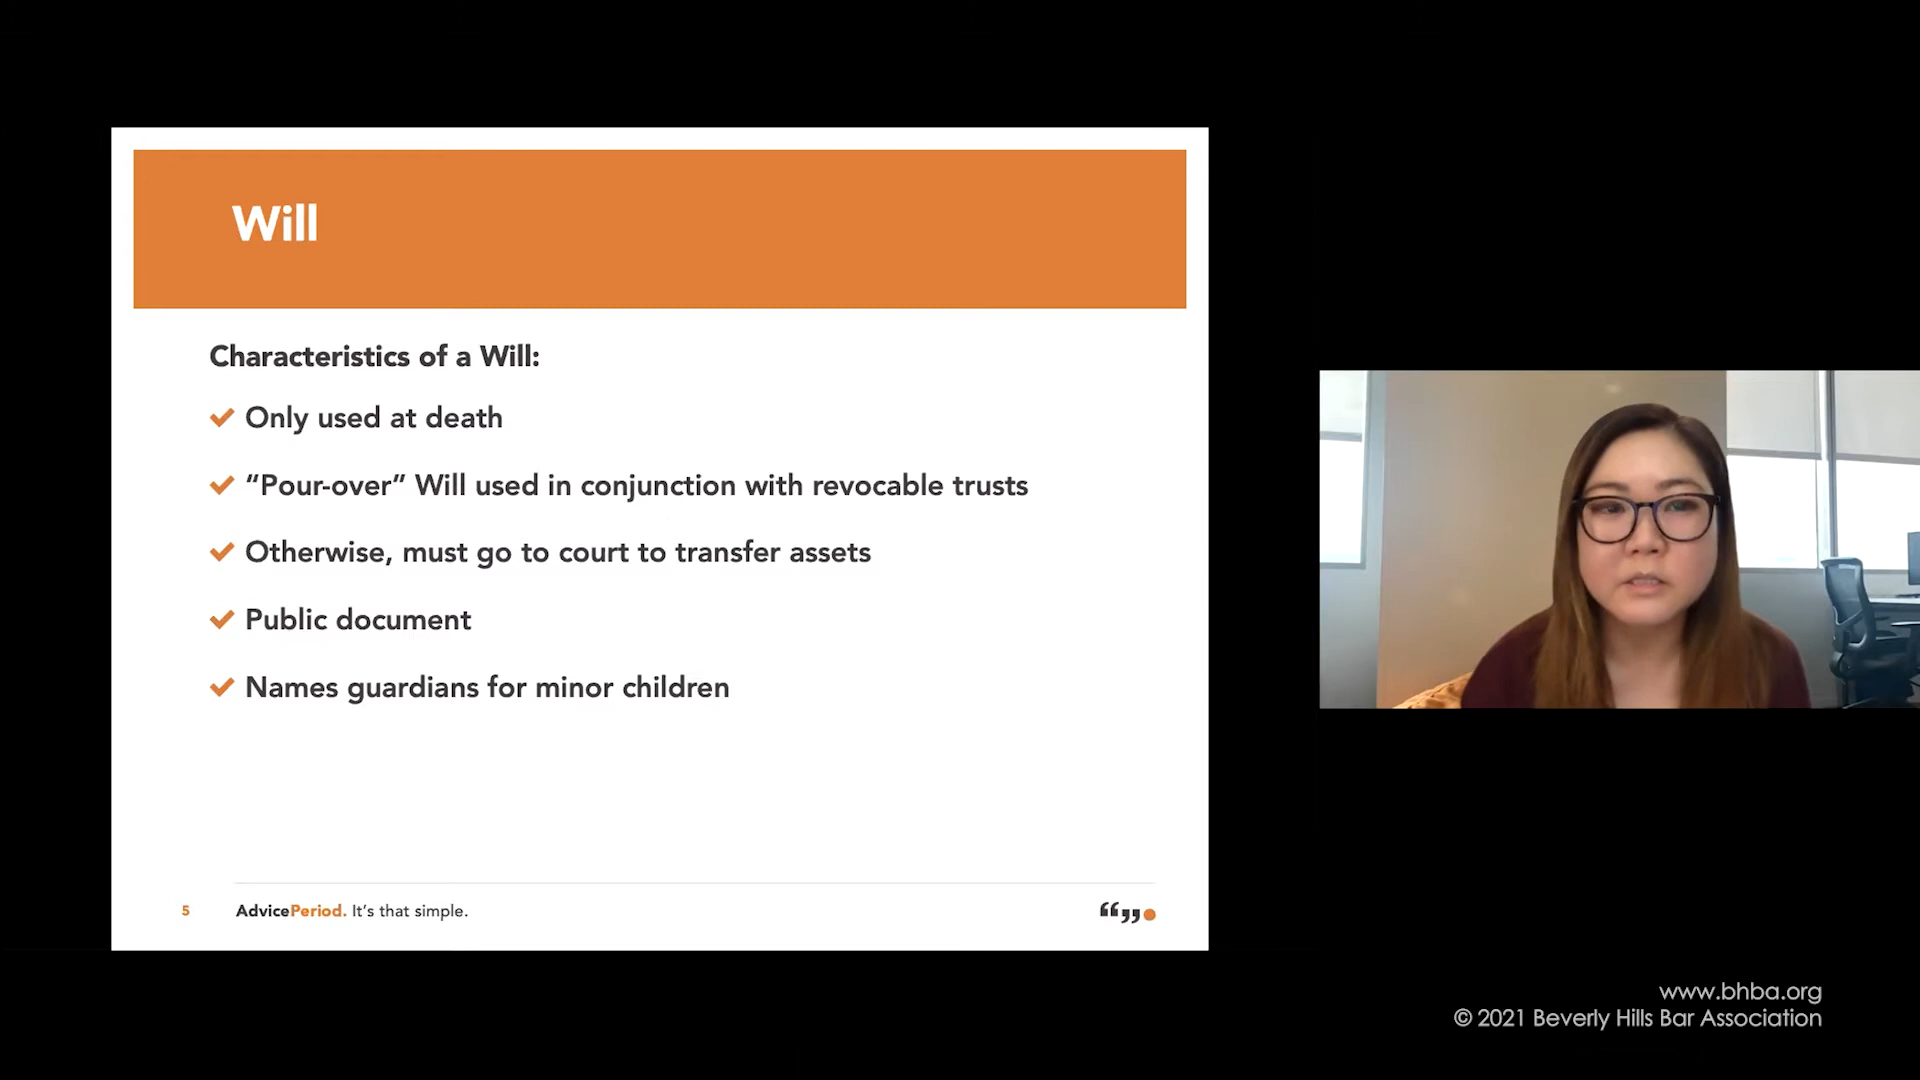 Will
Characteristics of a Will:
Only used at death
“Pour-over” Will used in conjunction with revocable trusts
Otherwise, must go to court to transfer assets
Public document
Names guardians for minor children
5 AdvicePeriod. It’s that simple.
www.bhba.org
© 2021 Beverly Hills Bar Association